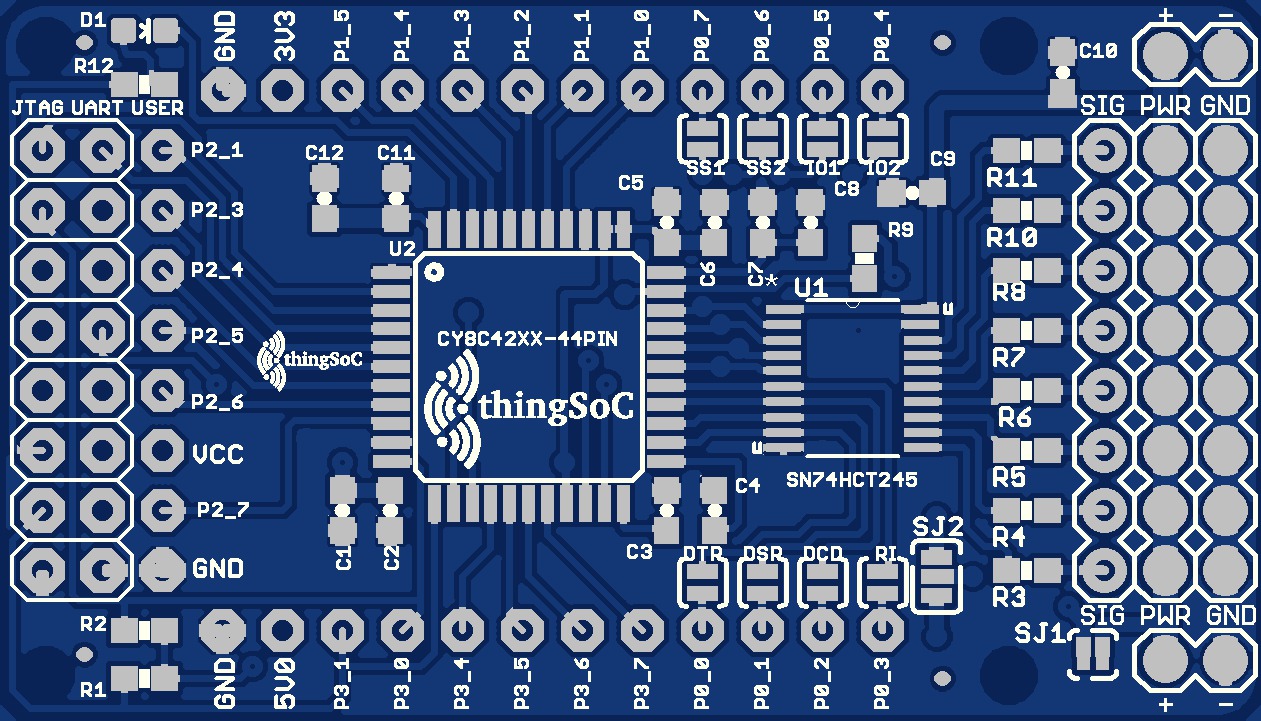 D1
GND 3V3 P1_5 P1_4 P1_3 P1_2 P1_1 P1_0 P0_7 P0_6 P0_5 P0_4
+ −
C10
R12
JTAG UART USER
SIG PWR GND
P2_1
C12 C11
SS1 SS2 IO1 IO2
C9
R11
C5
C8
P2_3
R9
R10
U2
P2_4
C6
C7*
U1
R8
E
P2_5
CY8C42XX-44PIN
R7
thingSoC
P2_6
thingSoC
R6
VCC
E
SN74HCT245
R5
C4
P2_7
SJ2
R4
C1
C2
C3
DTR DSR DCD RI
GND
R3
SIG PWR GND
R2
SJ1
R1
GND 5V0 P3_1 P3_0 P3_4 P3_5 P3_6 P3_7 P0_0 P0_1 P0_2 P0_3
+ −